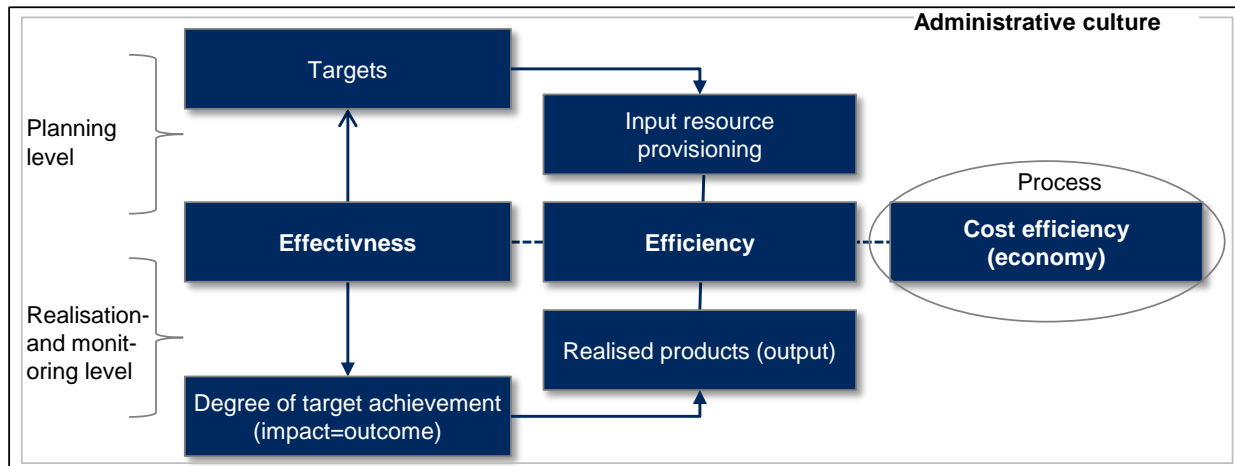 Administrative culture
Targets
Planning
level
Input resource
provisioning
Process
Effectivness
Efficiency
Cost efficiency
(economy)
Realisation-
and monit-
oring level
Realised products (output)
Degree of target achievement
(impact=outcome)